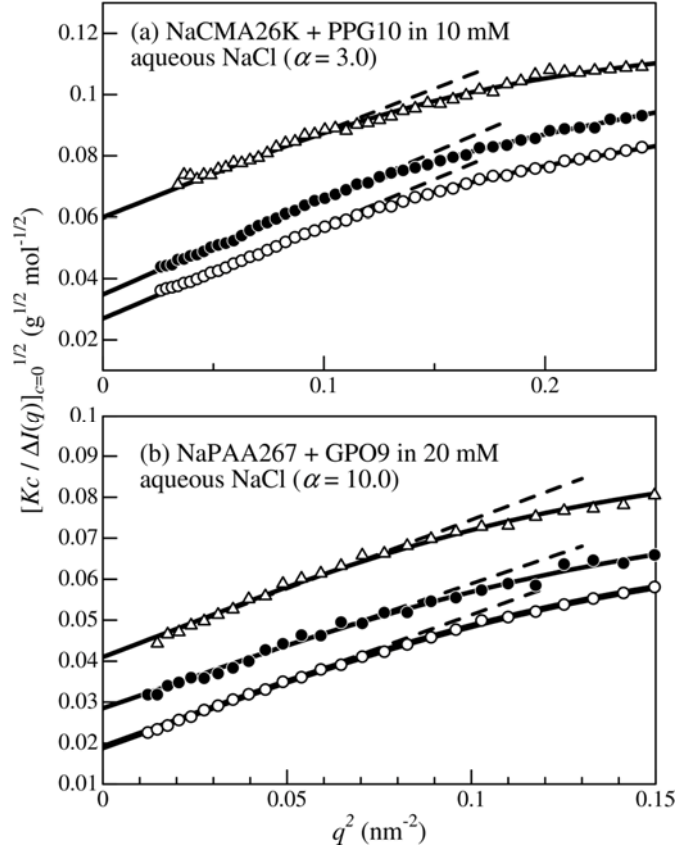 0.12
(a) NaCMA26K + PPG10 in 10 mM
aqueous NaCl (α = 3.0)
0.1
0.08
0.06
0.04
0.02
0 0.1 0.2
[Kc / ΔI(q)]c=0 1/2 (g1/2 mol-1/2)
0.1
(b) NaPAA267 + GPO9 in 20 mM
aqueous NaCl (α = 10.0)
0.09
0.08
0.07
0.06
0.05
0.04
0.03
0.02
0.01
0 0.05 0.1 0.15
q2 (nm-2)